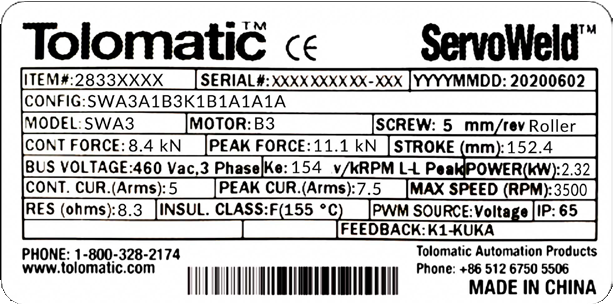 Tolomatic™ CE ServoWeld™
ITEM#:2833XXXX SERIAL#:XXXXXXXXXX-XXX YYYYMMDD: 20200602
CONFIG:SWA3A1B3K1B1A1A1A
MODEL:SWA3 MOTOR: B3 SCREW: 5 mm/rev Roller
CONT FORCE: 8.4 kN PEAK FORCE: 11.1 kN STROKE (mm):152.4
BUS VOLTAGE:460 Vac,3 Phase Ke: 154 v/kRPM L-L Peak POWER(kW): 2.32
CONT. CUR.(Arms): 5 PEAK CUR.(Arms):7.5 MAX SPEED (RPM):3500
RES (ohms): 8.3 INSUL. CLASS:F(155 °C) PWM SOURCE:Voltage IP: 65
FEEDBACK: K1-KUKA
PHONE: 1-800-328-2174 Tolomatic Automation Products
www.tolomatic.com Phone: +86 512 6750 5506
MADE IN CHINA